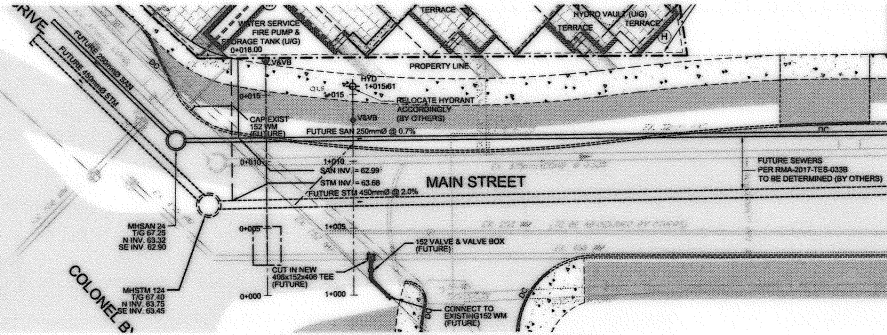 TERRACE
WATER SERVICE
FIRE PUMP &
STORAGE TANK (U/G)
0+018.00
V&VB
HYDRO VAULT (U/G)
TERRACE
TERRACE
H
DRIVE
PROPERTY LINE
FUTURE 250mmØ SAN
FUTURE 450mmØ STM
HYD
1+015.61
0+015
1+015
RELOCATE HYDRANT
ACCORDINGLY
(BY OTHERS)
CAP EXIST
152 WM
(FUTURE)
V&VB
FUTURE SAN 250mmØ @ 0.7%
DC
0+010
1+010
SAN INV. = 62.99
STM INV. = 63.68
FUTURE STM 450mmØ @ 2.0%
MAIN STREET
FUTURE SEWERS
PER RMA-2017-TES-033B
TO BE DETERMINED (BY OTHERS)
MHSAN 24
T/G 67.25
N INV. 63.32
SE INV. 62.90
0+005
1+005
152 VALVE & VALVE BOX
(FUTURE)
CUT IN NEW
406x152x406 TEE
(FUTURE)
COLONEL BY
MHSTM 124
T/G 67.40
N INV. 63.75
SE INV. 63.45
0+000
1+000
CONNECT TO
EXISTING152 WM
(FUTURE)